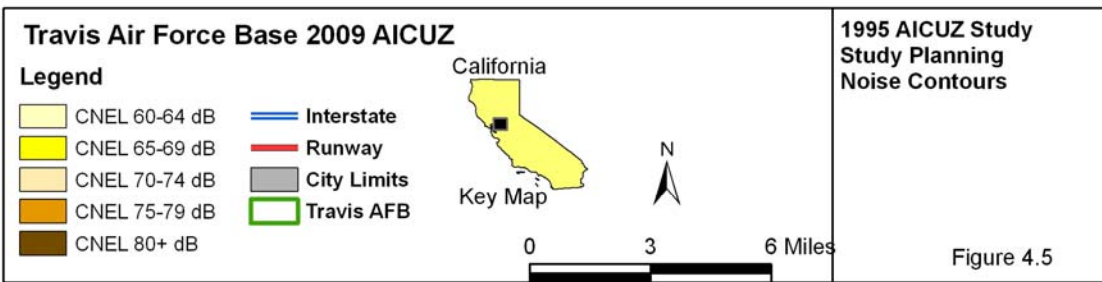 Travis Air Force Base 2009 AICUZ
Legend
CNEL 60-64 dB
CNEL 65-69 dB
CNEL 70-74 dB
CNEL 75-79 dB
CNEL 80+ dB
Interstate
Runway
City Limits
Travis AFB
California
Key Map
N
0 3 6 Miles
1995 AICUZ Study
Study Planning
Noise Contours
Figure 4.5